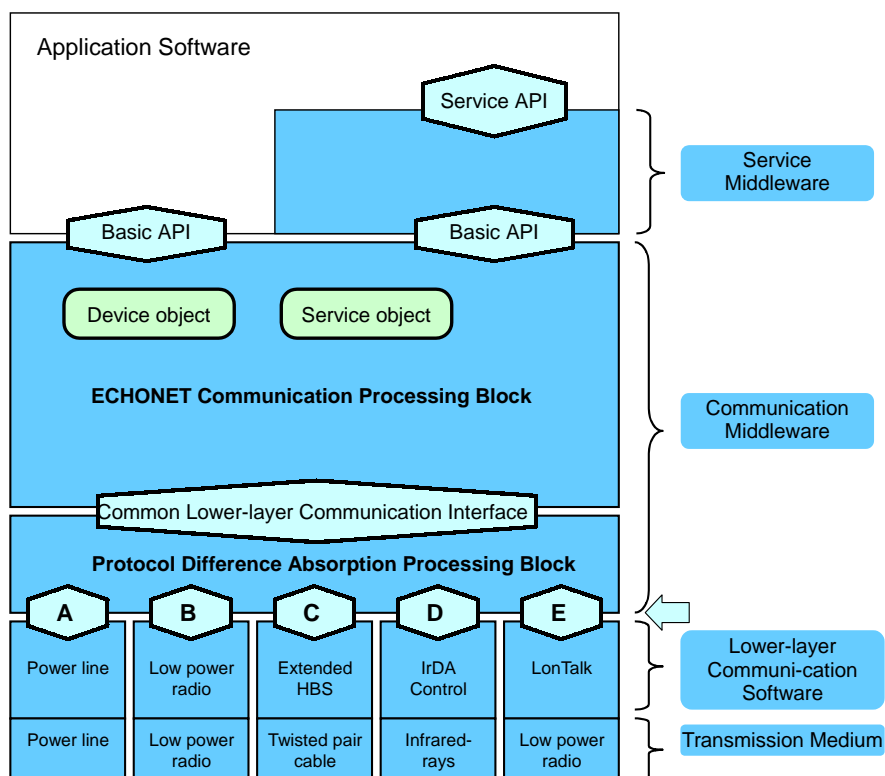 Application Software
Service API
Service
Middleware
Basic API
Basic API
Device object
Service object
ECHONET Communication Processing Block
Communication
Middleware
Common Lower-layer Communication Interface
Protocol Difference Absorption Processing Block
A
B
C
D
E
Power line
Low power
radio
Extended
HBS
IrDA
Control
LonTalk
Lower-layer
Communi-cation
Software
Power line
Low power
radio
Twisted pair
cable
Infrared-
rays
Low power
radio
Transmission Medium